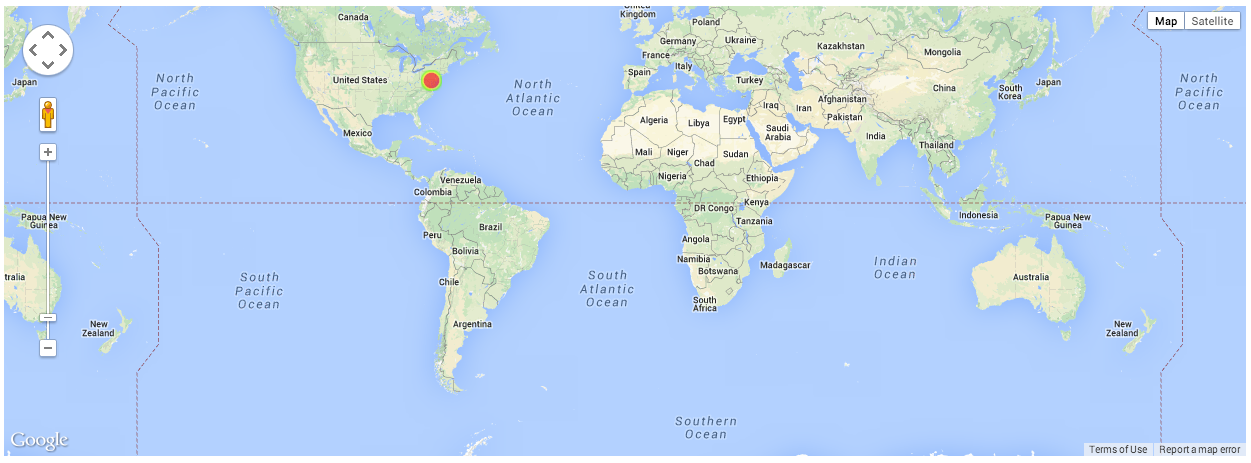 Canada
United
Kingdom
Poland
Germany
Ukraine
France
Italy
Spain
Turkey
Kazakhstan
Mongolia
China
South
Korea
Japan
Map
Satellite
Japan
North
Pacific
Ocean
United States
North
Atlantic
Ocean
Mexico
Algeria
Libya
Egypt
Iraq
Iran
Afghanistan
Pakistan
Saudi
Arabia
India
Thailand
North
Pacific
Ocean
Mali
Niger
Chad
Sudan
Nigeria
Ethiopia
Venezuela
Colombia
DR Congo
Kenya
Tanzania
Indonesia
Papua New
Guinea
Papua New
Guinea
Peru
Brazil
Bolivia
Chile
Argentina
Angola
Namibia
Botswana
Madagascar
South
Africa
Indian
Ocean
Australia
tralia
South
Pacific
Ocean
South
Atlantic
Ocean
New
Zealand
New
Zealand
Southern
Ocean
Google
Terms of Use
Report a map error